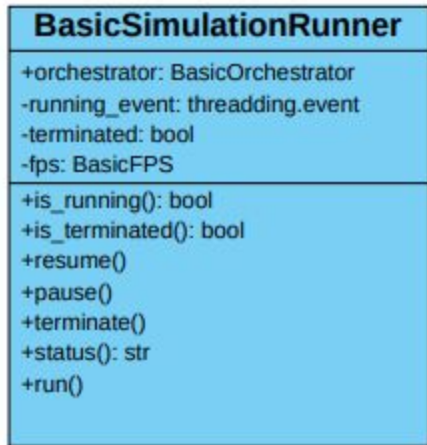 BasicSimulationRunner
+orchestrator: BasicOrchestrator
-running_event: threadding.event
-terminated: bool
-fps: BasicFPS
+is_running(): bool
+is_terminated(): bool
+resume()
+pause()
+terminate()
+status(): str
+run()